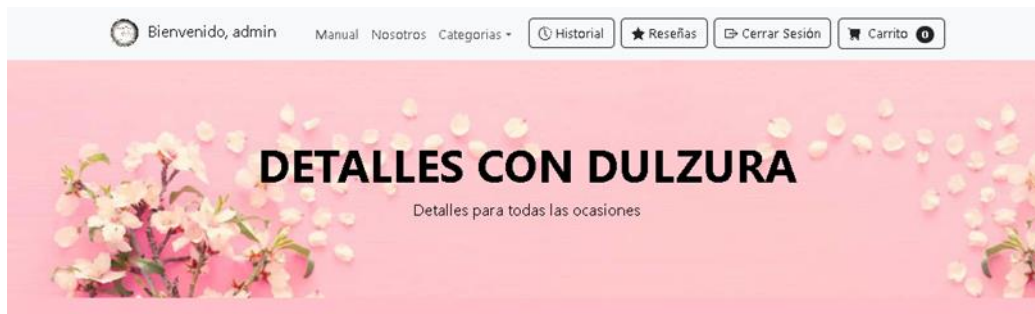 Bienvenido, admin Manual Nosotros Categorias Historial Reseñas Cerrar Sesión Carrito 0
DETALLES CON DULZURA
Detalles para todas las ocasiones